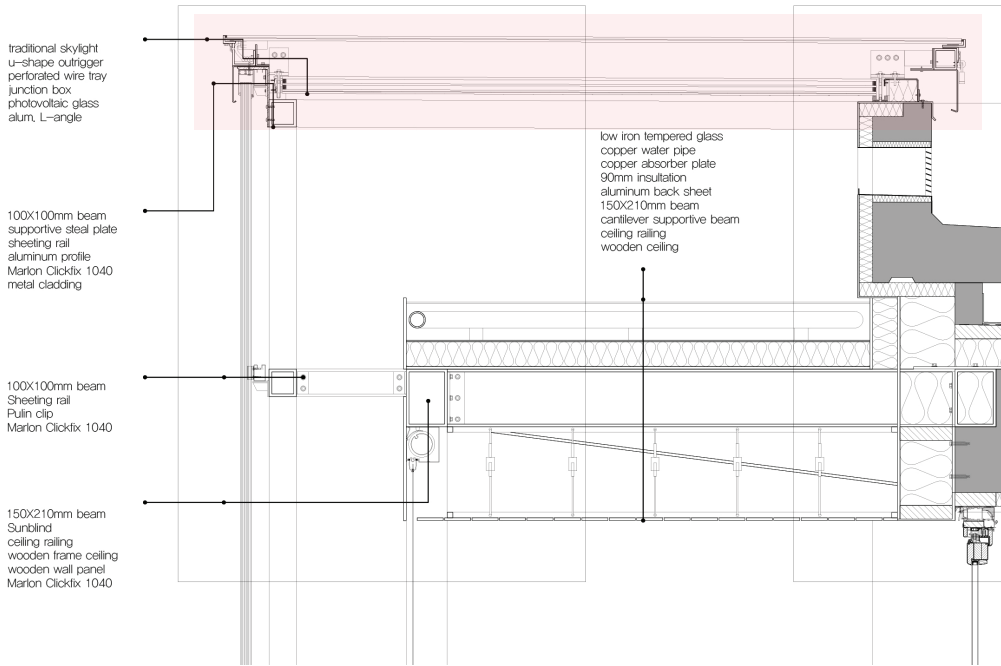 traditional skylight
u-shape outrigger
perforated wire tray
junction box
photovoltaic glass
alum. L-angle
low iron tempered glass
copper water pipe
copper absorber plate
90mm insultation
aluminum back sheet
150X210mm beam
cantilever supportive beam
ceiling railing
wooden ceiling
100X100mm beam
supportive steal plate
sheeting rail
aluminum profile
Marlon Clickfix 1040
metal cladding
100X100mm beam
Sheeting rail
Pulin clip
Marlon Clickfix 1040
150X210mm beam
Sunblind
ceiling railing
wooden frame ceiling
wooden wall panel
Marlon Clickfix 1040